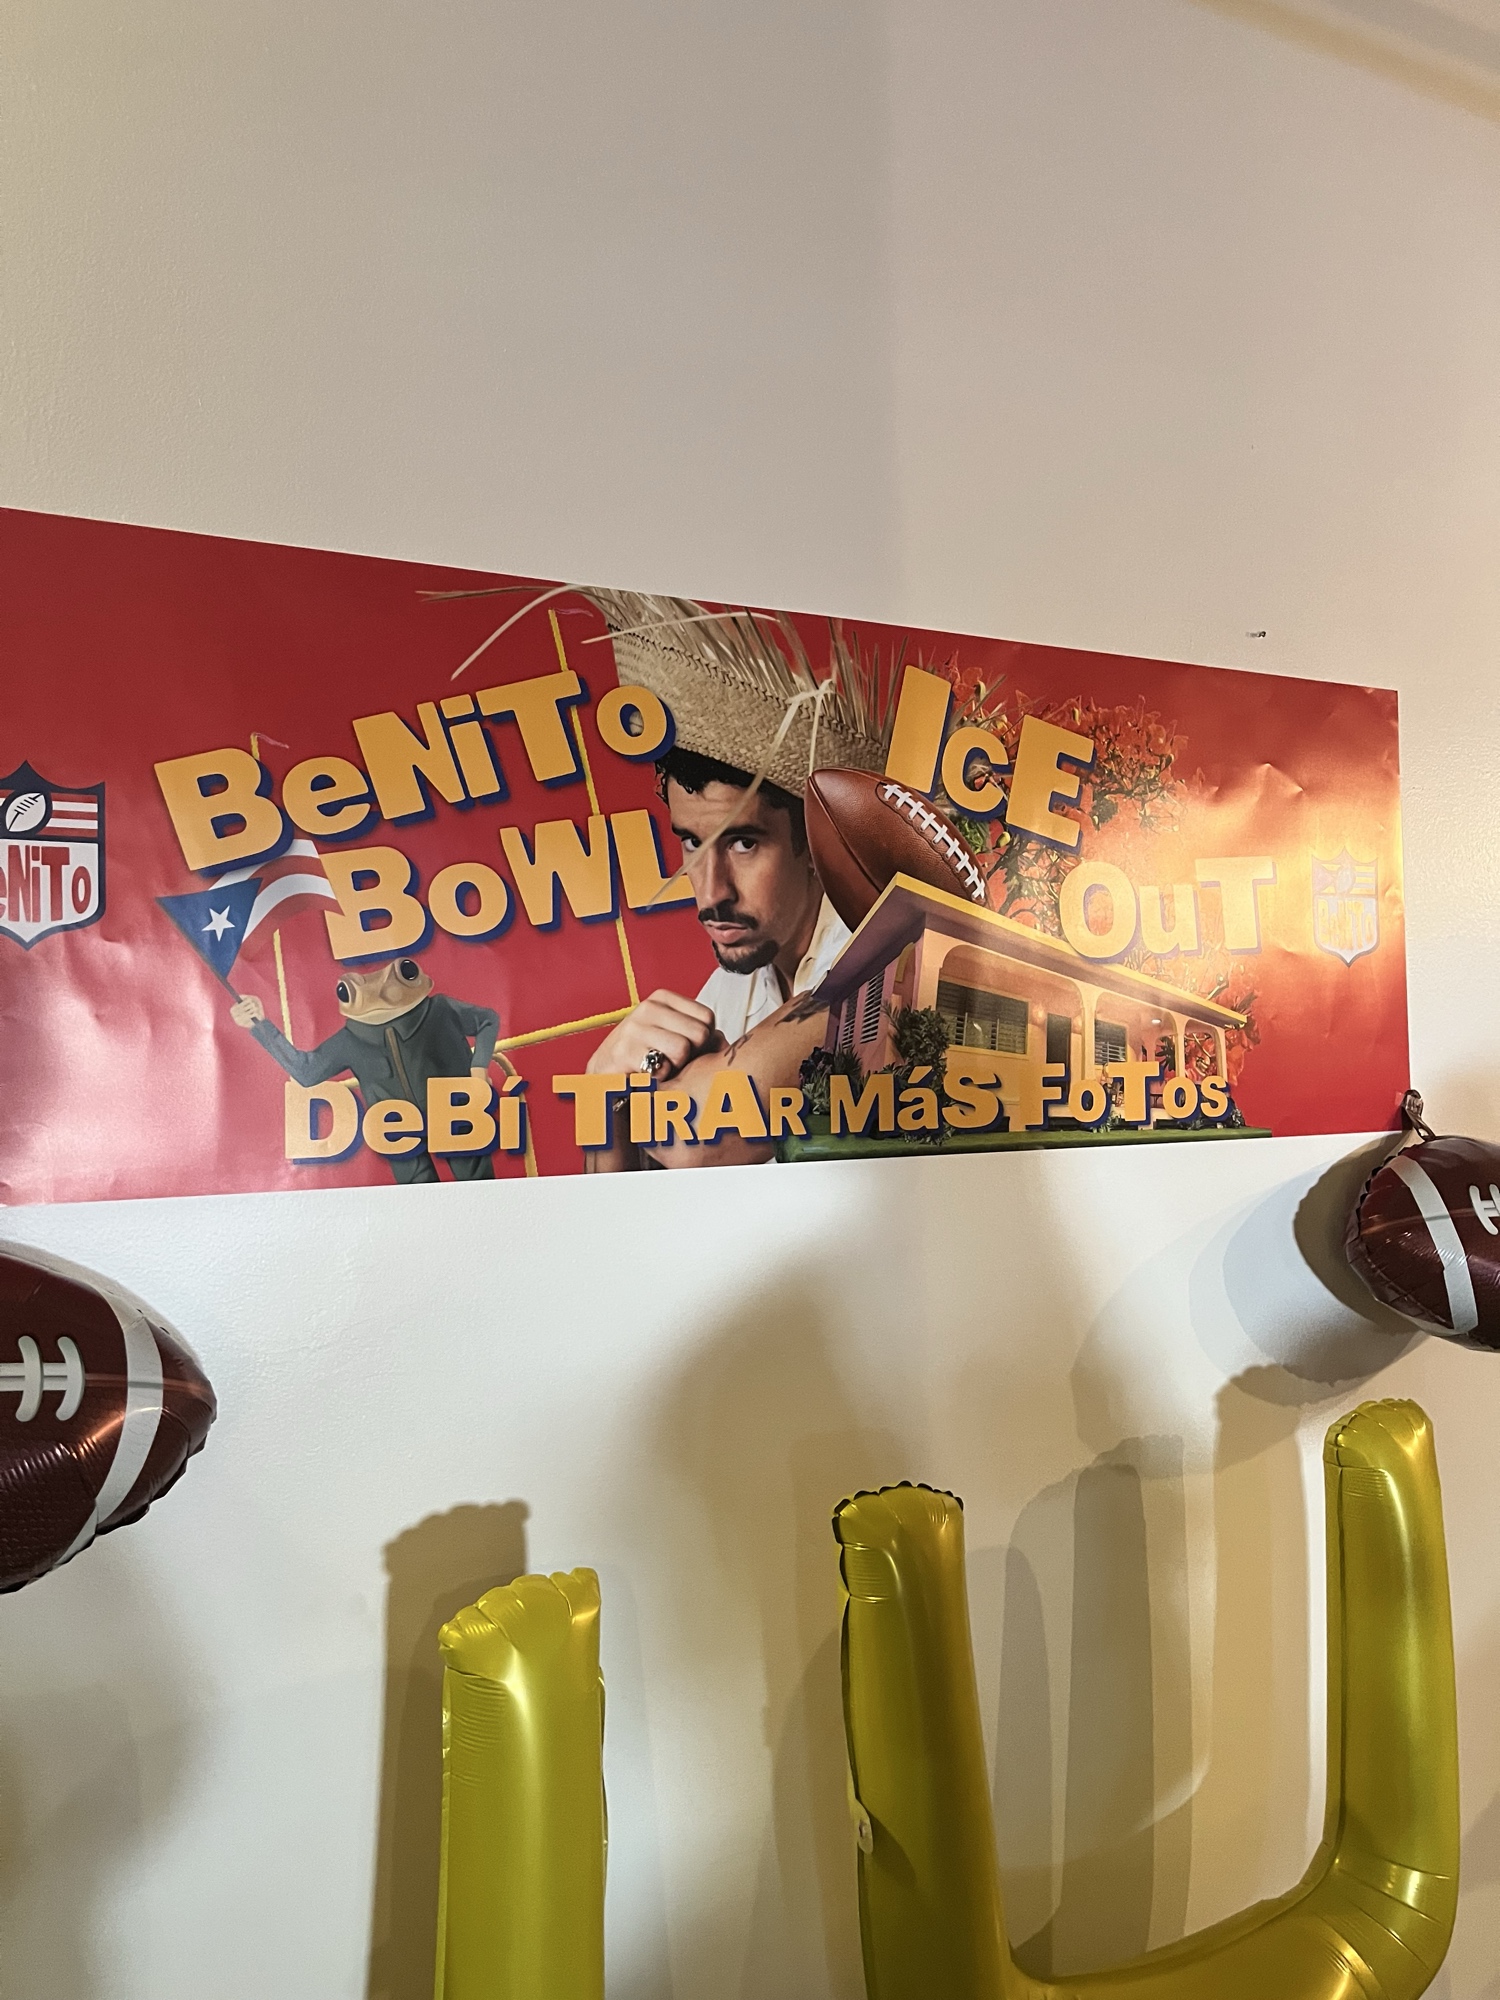 BeNiTo
BoWL
IcE
OuT
BeNiTo
DeBí TiRAR MáS FoTos